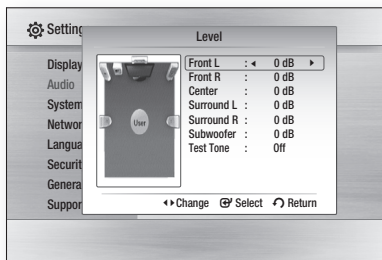 Setting
Level
Display
Audio
System
Networ
Langua
Securit
Genera
Suppor
User
Front L : ◂ 0 dB ▸
Front R : 0 dB
Center : 0 dB
Surround L : 0 dB
Surround R : 0 dB
Subwoofer : 0 dB
Test Tone : Off
◂▸ Change Select Return